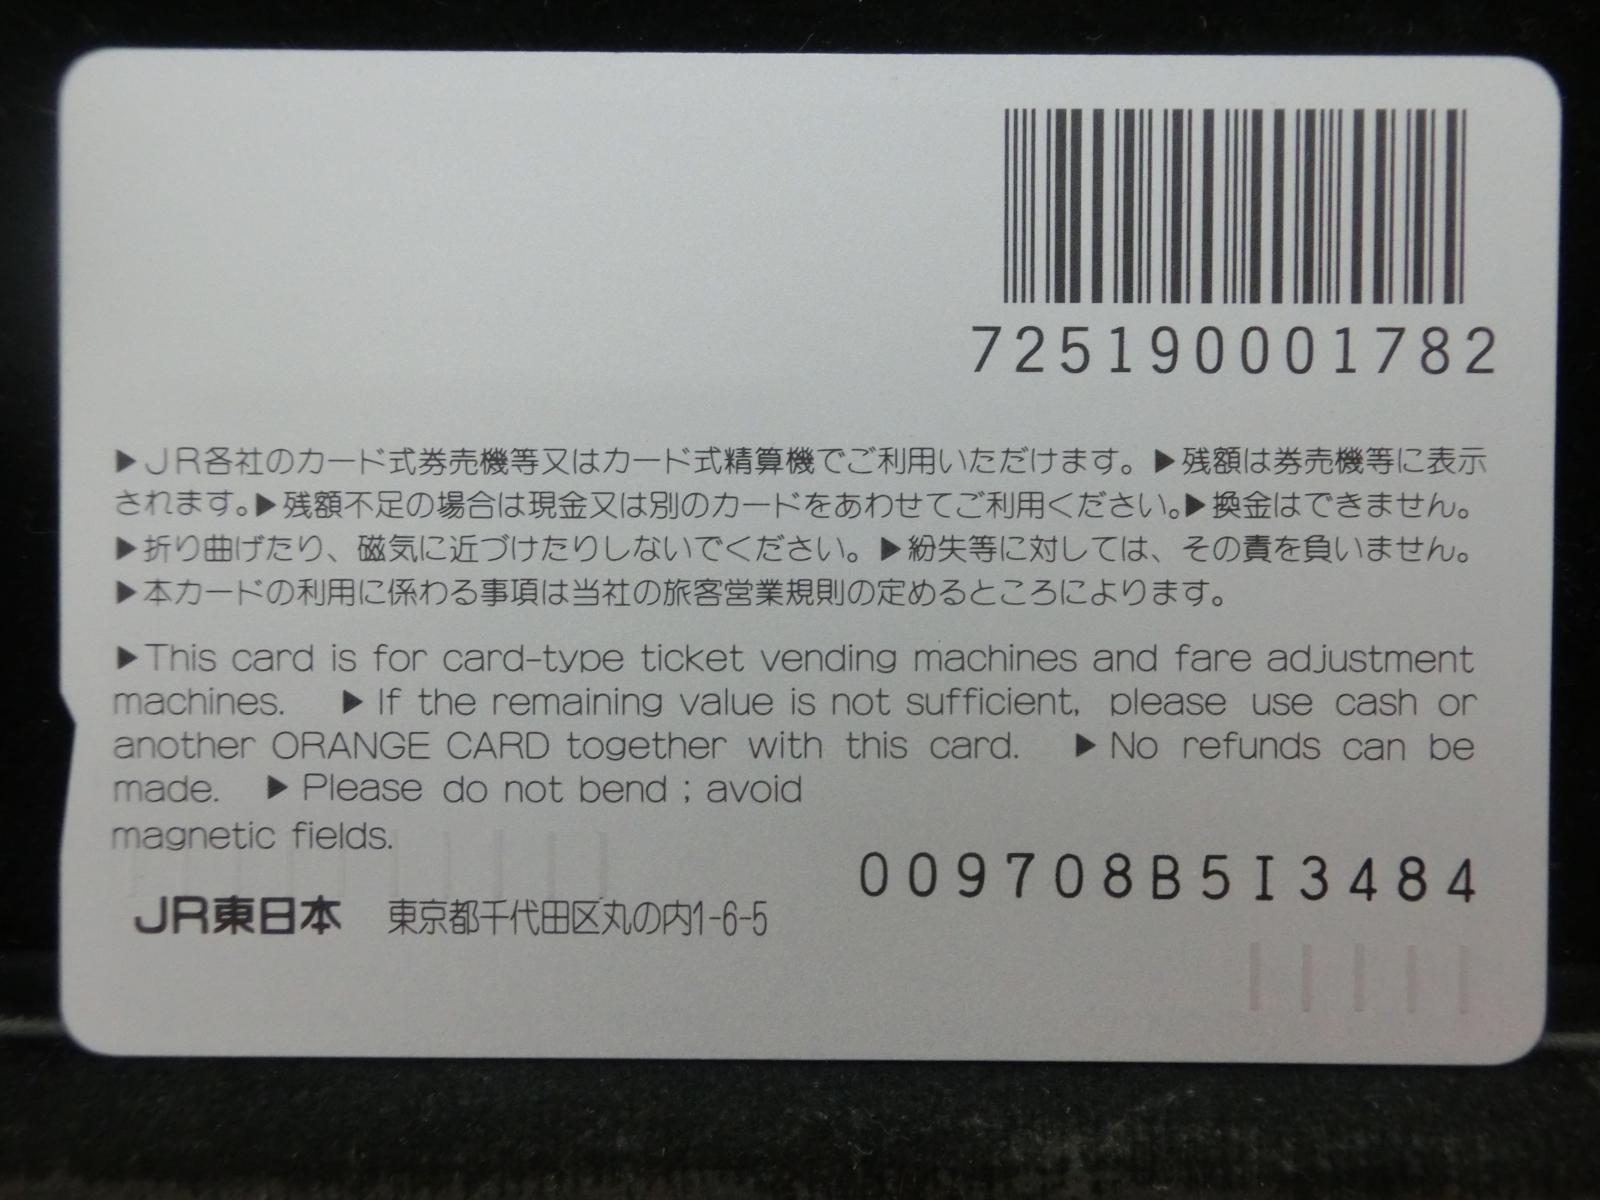 725190001782
▶JR各社のカード式券売機等又はカード式精算機でご利用いただけます。▶残額は券売機等に表示
されます。▶残額不足の場合は現金又は別のカードをあわせてご利用ください。▶換金はできません。
▶折り曲げたり、磁気に近づけたりしないでください。▶紛失等に対しては、その責を負いません。
▶本カードの利用に係わる事項は当社の旅客営業規則の定めるところによります。
▶This card is for card-type ticket vending machines and fare adjustment
machines. ▶If the remaining value is not sufficient, please use cash or
another ORANGE CARD together with this card. ▶No refunds can be
made. ▶Please do not bend ; avoid
magnetic fields.
009708B5I3484
JR東日本 東京都千代田区丸の内1-6-5